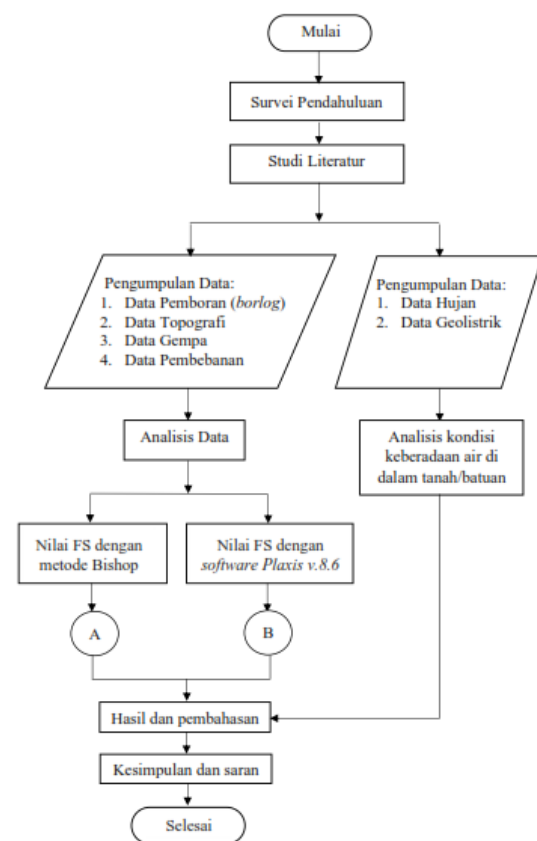 Mulai
Survei Pendahuluan
Studi Literatur
Pengumpulan Data:
1. Data Pemboran (borlog)
2. Data Topografi
3. Data Gempa
4. Data Pembebanan
Pengumpulan Data:
1. Data Hujan
2. Data Geolistrik
Analisis Data
Analisis kondisi
keberadaan air di
dalam tanah/batuan
Nilai FS dengan
metode Bishop
Nilai FS dengan
software Plaxis v.8.6
A
B
Hasil dan pembahasan
Kesimpulan dan saran
Selesai